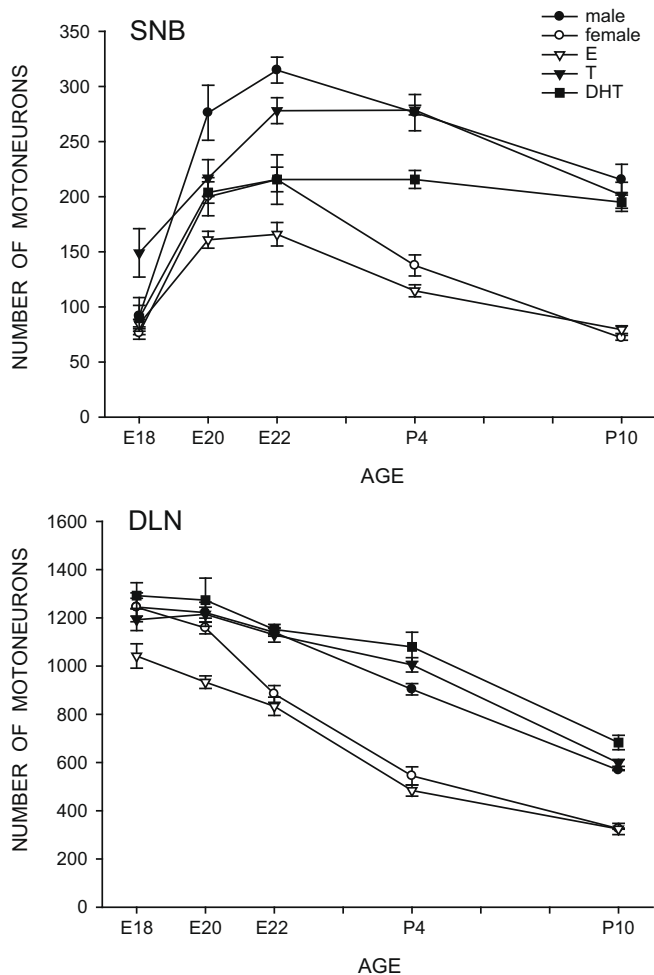 SNB
male
female
E
T
DHT
NUMBER OF MOTONEURONS
350
300
250
200
150
100
50
0
E18 E20 E22 P4 P10
AGE
DLN
NUMBER OF MOTONEURONS
1600
1400
1200
1000
800
600
400
200
0
E18 E20 E22 P4 P10
AGE